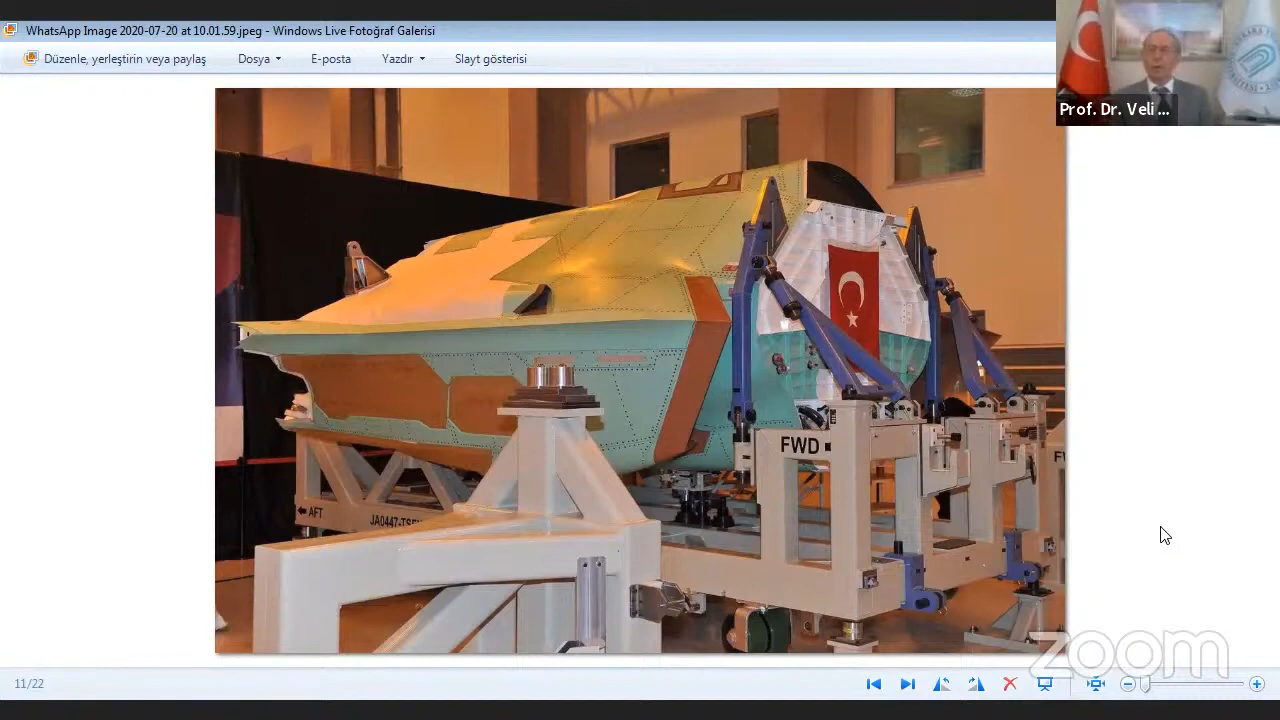 WhatsApp Image 2020-07-20 at 10.01.59.jpeg - Windows Live Fotoğraf Galerisi
Düzenle, yerleştirin veya paylaş Dosya E-posta Yazdır Slayt gösterisi
Prof. Dr. Veli ...
FWD
AFT
zoom
11/22